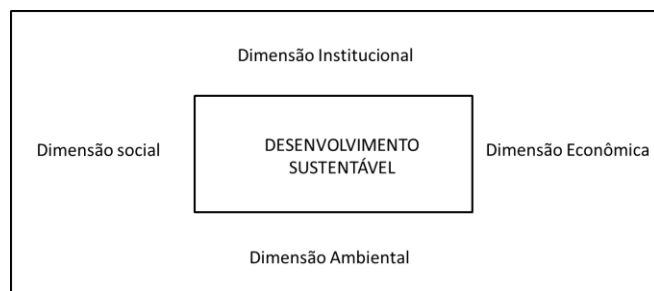 Dimensão Institucional
Dimensão social
DESENVOLVIMENTO
SUSTENTÁVEL
Dimensão Econômica
Dimensão Ambiental